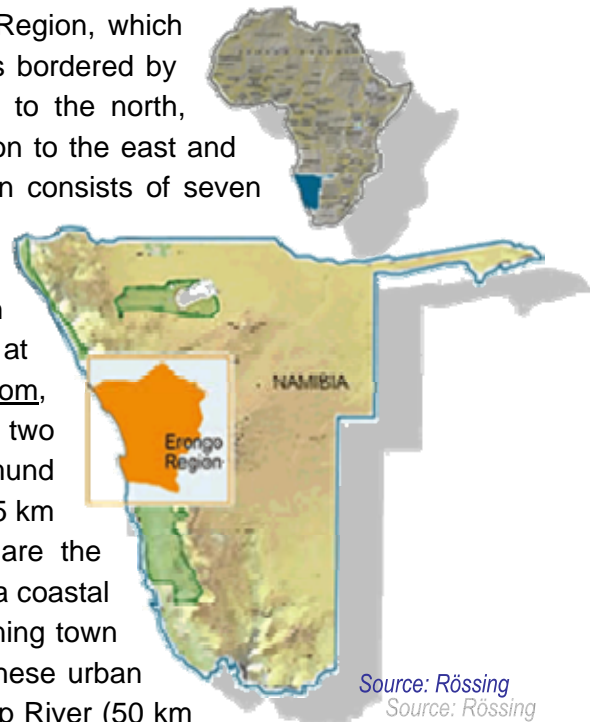 Region, which
s bordered by
to the north,
on to the east and
n consists of seven
n
at
om,
two
mund
5 km
are the
a coastal
ning town
hese urban
p River (50 km
NAMIBIA
Erongo
Region
Source: Rössing
Source: Rössing